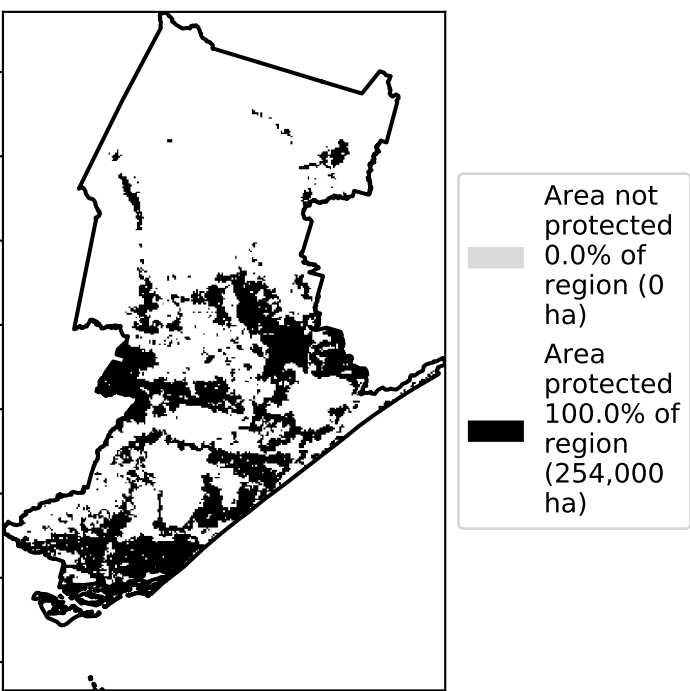 Area not
protected
0.0% of
region (0
ha)
Area
protected
100.0% of
region
(254,000
ha)